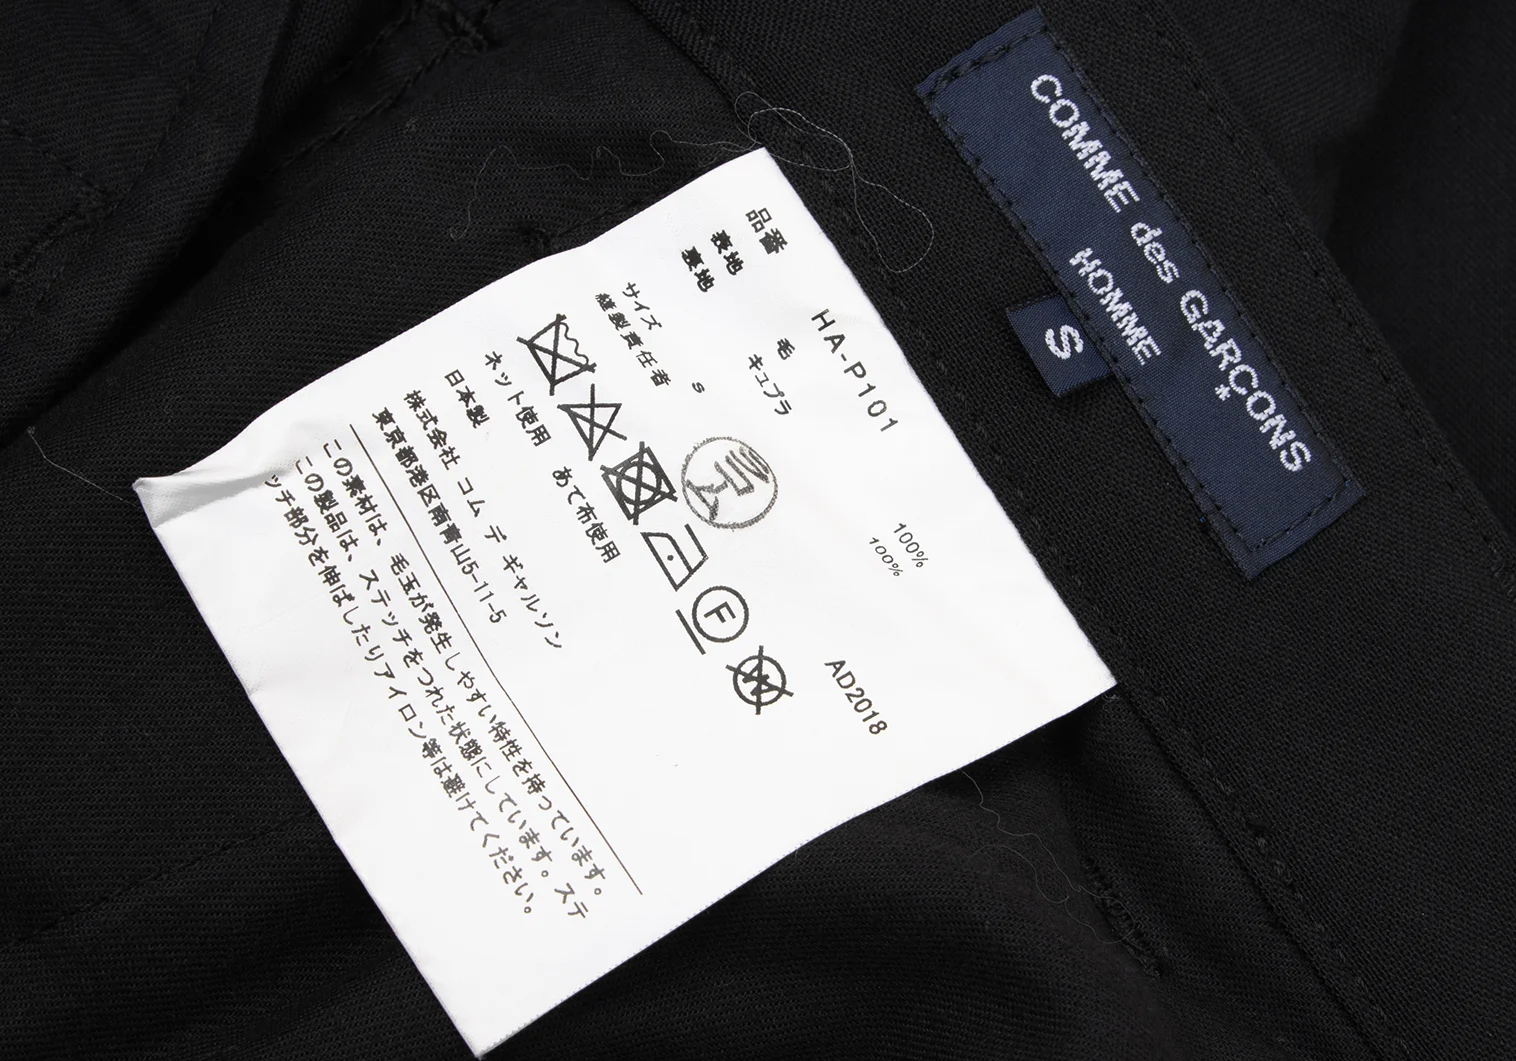 COMME des GARÇONS
HOMME
S
品番 HA-P101 AD2018
表地 毛 100%
裏地 キュプラ 100%
サイズ S
縫製責任者
F
W
ネット使用 あて布使用
日本製
株式会社 コム デ ギャルソン
東京都港区南青山5-11-5
この素材は、毛玉が発生しやすい特性を持っています。
この製品は、ステッチをつれた状態にしています。ステ
ッチ部分を伸ばしたりアイロン等は避けてください。